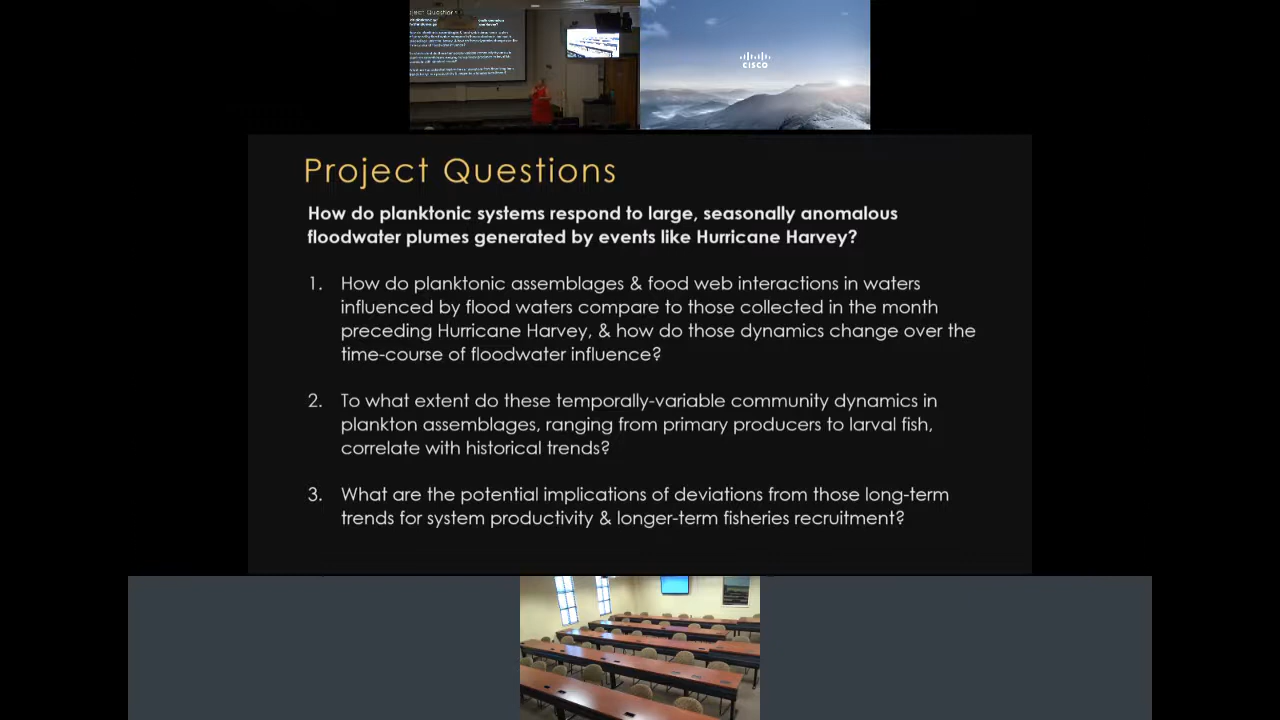 ject Question
CISCO
Project Questions
How do planktonic systems respond to large, seasonally anomalous
floodwater plumes generated by events like Hurricane Harvey?
1. How do planktonic assemblages & food web interactions in waters
influenced by flood waters compare to those collected in the month
preceding Hurricane Harvey, & how do those dynamics change over the
time-course of floodwater influence?
2. To what extent do these temporally-variable community dynamics in
plankton assemblages, ranging from primary producers to larval fish,
correlate with historical trends?
3. What are the potential implications of deviations from those long-term
trends for system productivity & longer-term fisheries recruitment?